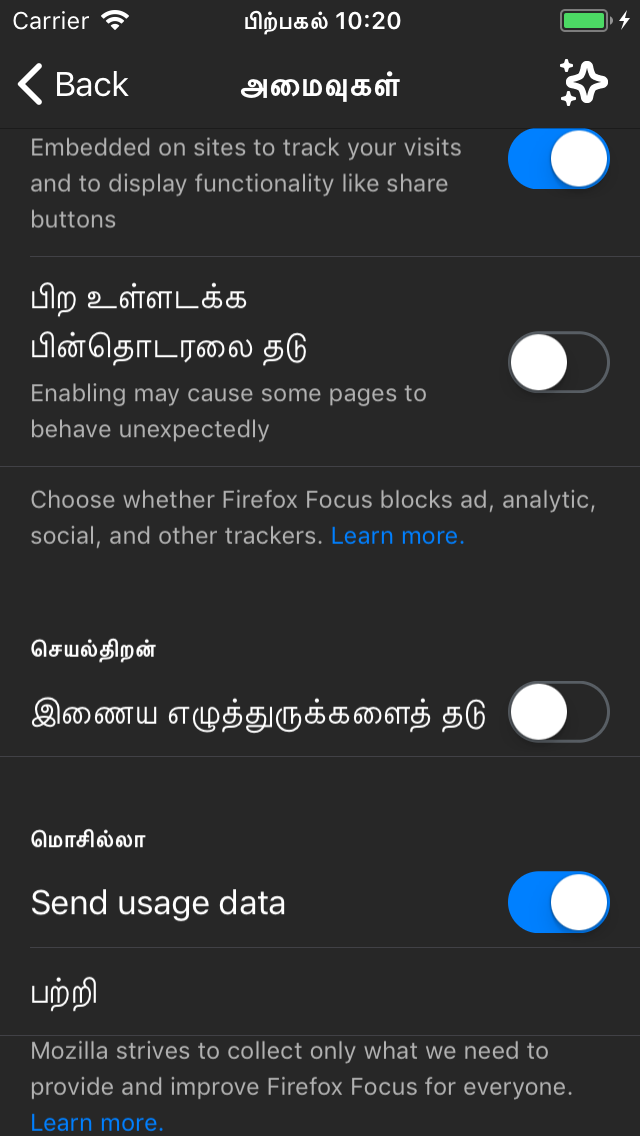 Carrier
பிற்பகல் 10:20
Back
அமைவுகள்
Embedded on sites to track your visits
and to display functionality like share
buttons
பிற உள்ளடக்க
பின்தொடரலை தடு
Enabling may cause some pages to
behave unexpectedly
Choose whether Firefox Focus blocks ad, analytic,
social, and other trackers. Learn more.
செயல்திறன்
இணைய எழுத்துருக்களைத் தடு
மொசில்லா
Send usage data
பற்றி
Mozilla strives to collect only what we need to
provide and improve Firefox Focus for everyone.
Learn more.